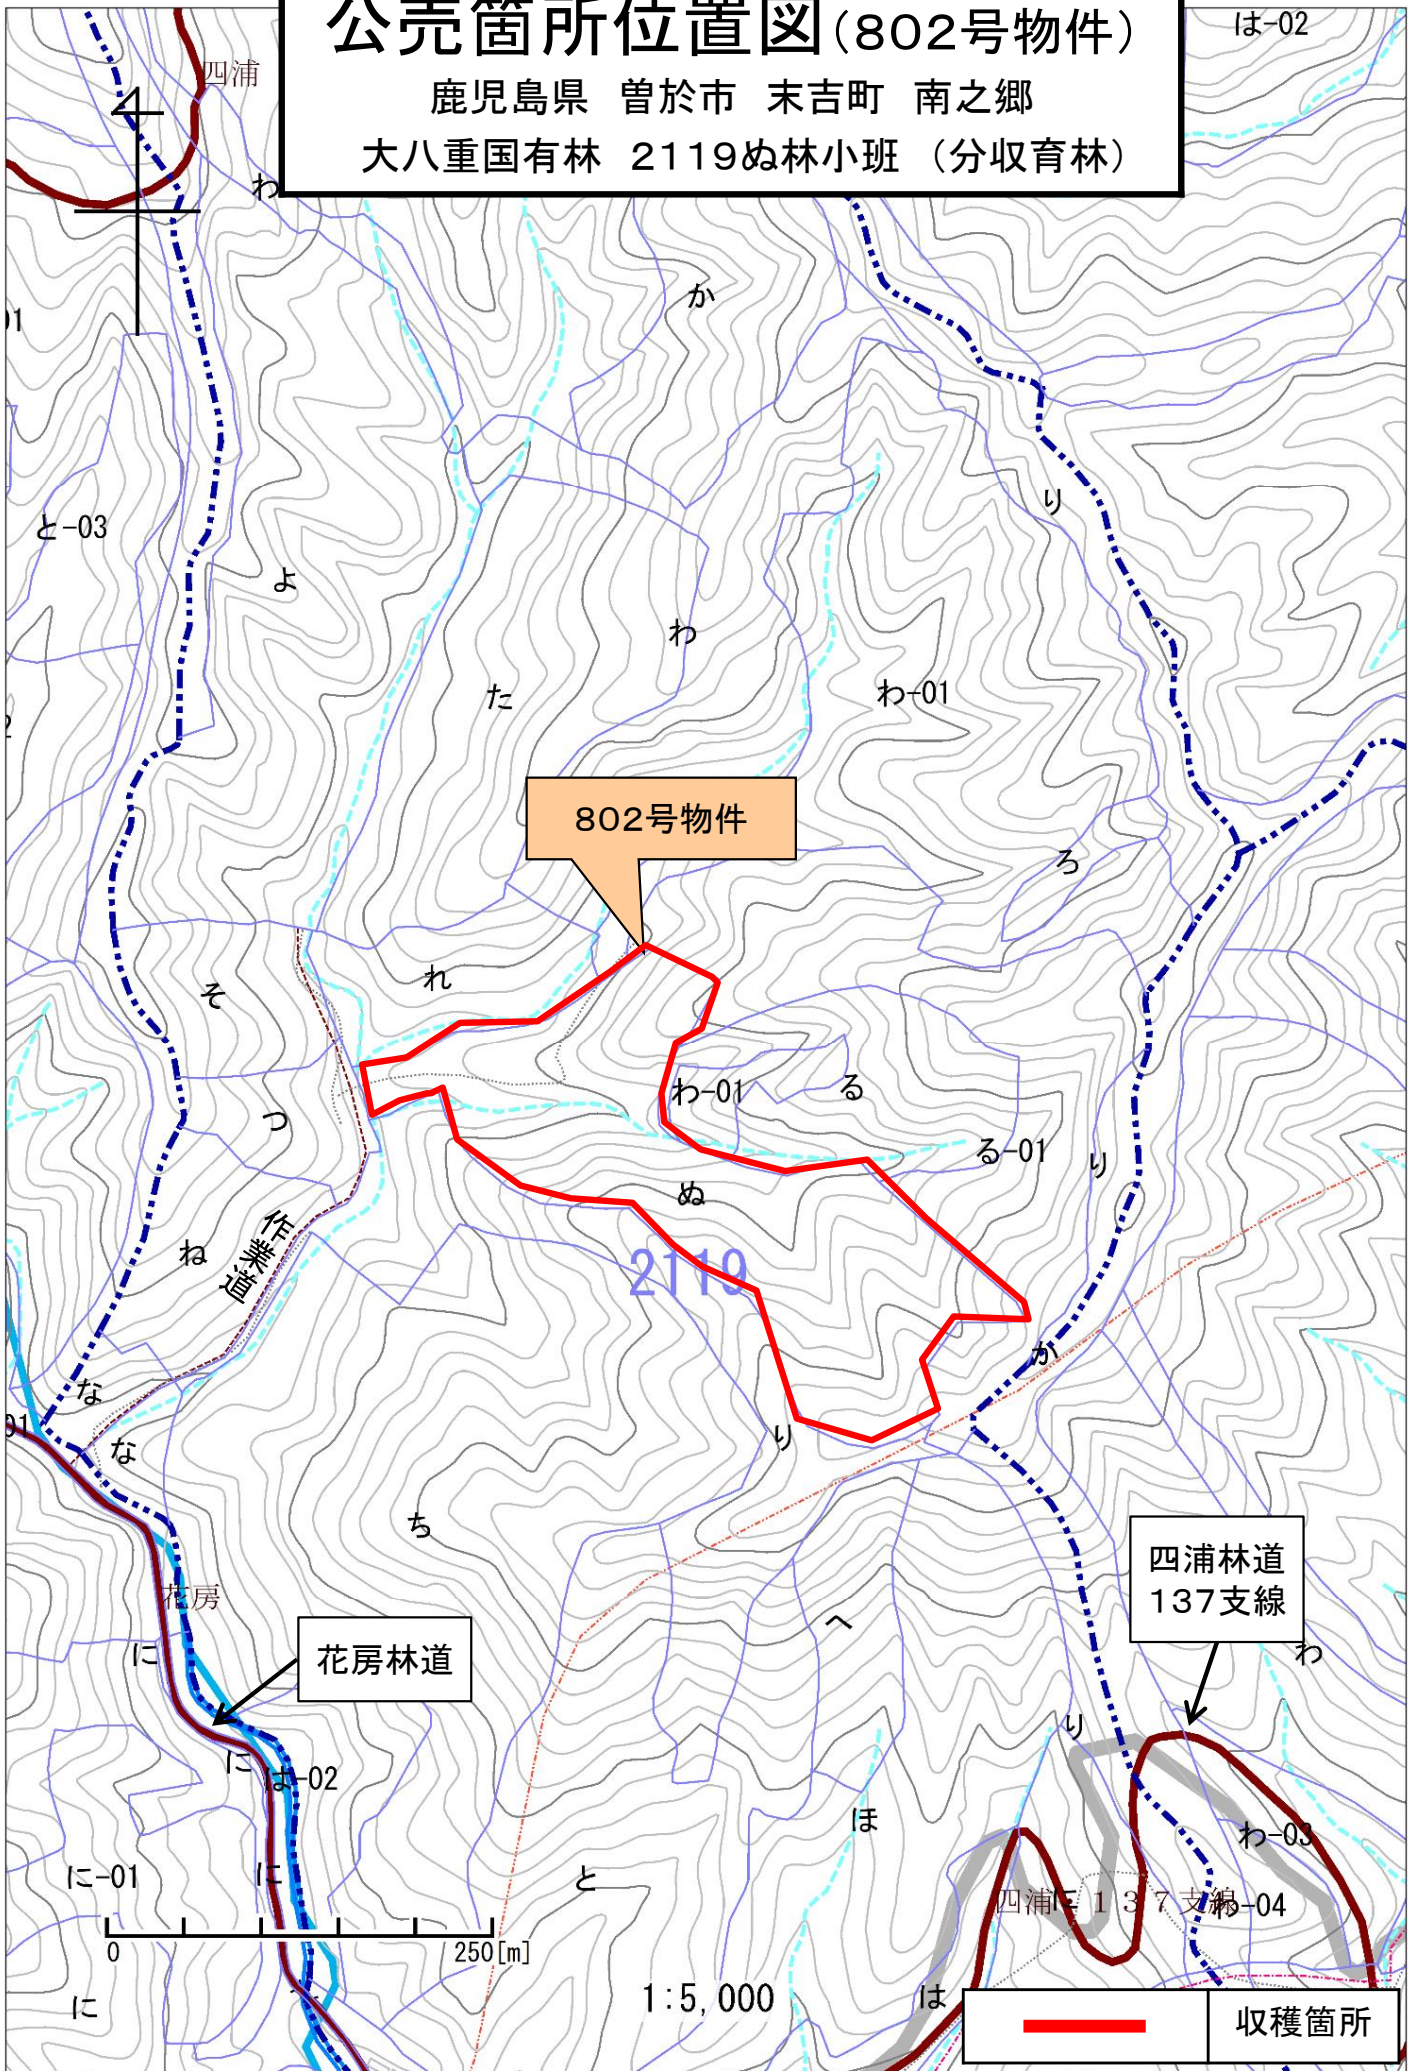 公売箇所位置図（802号物件）
鹿児島県　曽於市　末吉町　南之郷
大八重国有林　2119ぬ林小班　（分収育林）
は-02
四浦
わ
か
と-03
り
よ
わ
た
わ-01
802号物件
ろ
れ
そ
わ-01
る
つ
る-01
り
ぬ
作業道
ね
2119
か
な
01
な
り
ち
四浦林道
137支線
花房
へ
に
花房林道
わ
り
に
は-02
ほ
わ-03
に-01
に
と
四浦１３７支線
に
わ-04
0
250[m]
に
1:5,000
は
収穫箇所